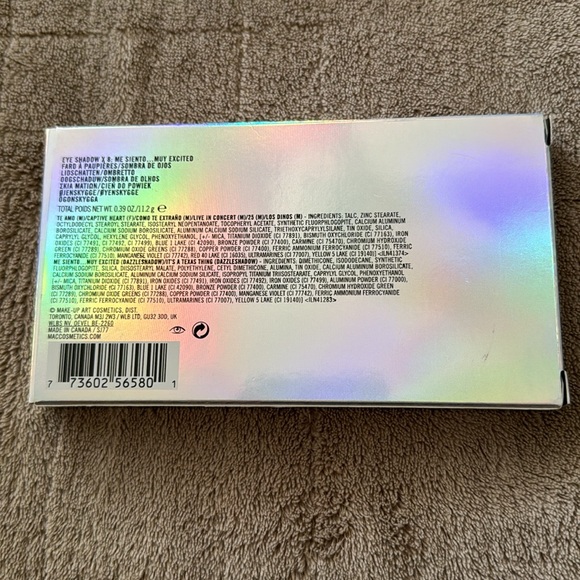 EYE SHADOW X 8: ME SIENTO...MUY EXCITED
FARD À PAUPIÈRES/SOMBRA DE OJOS
LIDSCHATTEN/OMBRETTO
OOGSCHADUW/SOMBRA DE OLHOS
ΣΚΙΑ ΜΑΤΙΩΝ/CIEN DO POWIEK
ØJENSKYGGE/ØYENSKYGGE
ÖGONSKYGGA
TOTAL POIDS NET WT. 0.39 OZ/11.2 g ℮
TE AMO (M)/CAPTIVE HEART (F)/COMO TE EXTRAÑO (M)/LIVE IN CONCERT (M)/25 (M)/LOS DINOS (M) - INGREDIENTS: TALC, ZINC STEARATE,
OCTYLDODECYL STEAROYL STEARATE, ISOSTEARYL NEOPENTANOATE, TOCOPHERYL ACETATE, SYNTHETIC FLUORPHLOGOPITE, CALCIUM ALUMINUM
BOROSILICATE, CALCIUM SODIUM BOROSILICATE, ALUMINUM CALCIUM SODIUM SILICATE, TRIETHOXYCAPRYLYLSILANE, TIN OXIDE, SILICA,
CAPRYLYL GLYCOL, HEXYLENE GLYCOL, PHENOXYETHANOL, [+/- MICA, TITANIUM DIOXIDE (CI 77891), BISMUTH OXYCHLORIDE (CI 77163), IRON
OXIDES (CI 77491, CI 77492, CI 77499), BLUE 1 LAKE (CI 42090), BRONZE POWDER (CI 77400), CARMINE (CI 75470), CHROMIUM HYDROXIDE
GREEN (CI 77289), CHROMIUM OXIDE GREENS (CI 77288), COPPER POWDER (CI 77400), FERRIC AMMONIUM FERROCYANIDE (CI 77510), FERRIC
FERROCYANIDE (CI 77510), MANGANESE VIOLET (CI 77742), RED 40 LAKE (CI 16035), ULTRAMARINES (CI 77007), YELLOW 5 LAKE (CI 19140)] <ILN41374>
ME SIENTO... MUY EXCITED (DAZZLESHADOW)/IT'S A TEXAS THING (DAZZLESHADOW) - INGREDIENTS: DIMETHICONE, ISODODECANE, SYNTHETIC
FLUORPHLOGOPITE, SILICA, DIISOSTEARYL MALATE, POLYETHYLENE, CETYL DIMETHICONE, ALUMINA, TIN OXIDE, CALCIUM ALUMINUM BOROSILICATE,
CALCIUM SODIUM BOROSILICATE, ALUMINUM CALCIUM SODIUM SILICATE, ISOPROPYL TITANIUM TRIISOSTEARATE, CAPRYLYL GLYCOL, PHENOXYETHANOL
[+/- MICA, TITANIUM DIOXIDE (CI 77891), IRON OXIDES (CI 77491), IRON OXIDES (CI 77492), IRON OXIDES (CI 77499),
BISMUTH OXYCHLORIDE (CI 77163), BLUE 1 LAKE (CI 42090), BRONZE POWDER (CI 77400), CARMINE (CI 75470), CHROMIUM HYDROXIDE GREEN
(CI 77289), CHROMIUM OXIDE GREENS (CI 77288), COPPER POWDER (CI 77400), MANGANESE VIOLET (CI 77742), FERRIC AMMONIUM FERROCYANIDE
(CI 77510), FERRIC FERROCYANIDE (CI 77510), ULTRAMARINES (CI 77007), YELLOW 5 LAKE (CI 19140)] <ILN41283>
© MAKE-UP ART COSMETICS, DIST.
TORONTO, CANADA M3J 2W3 / WLB LTD, GU32 3DD, UK
WLBS NV, DEVEL BE-2260
MADE IN CANADA / SJ77
MACCOSMETICS.COM
7 73602 56580 1